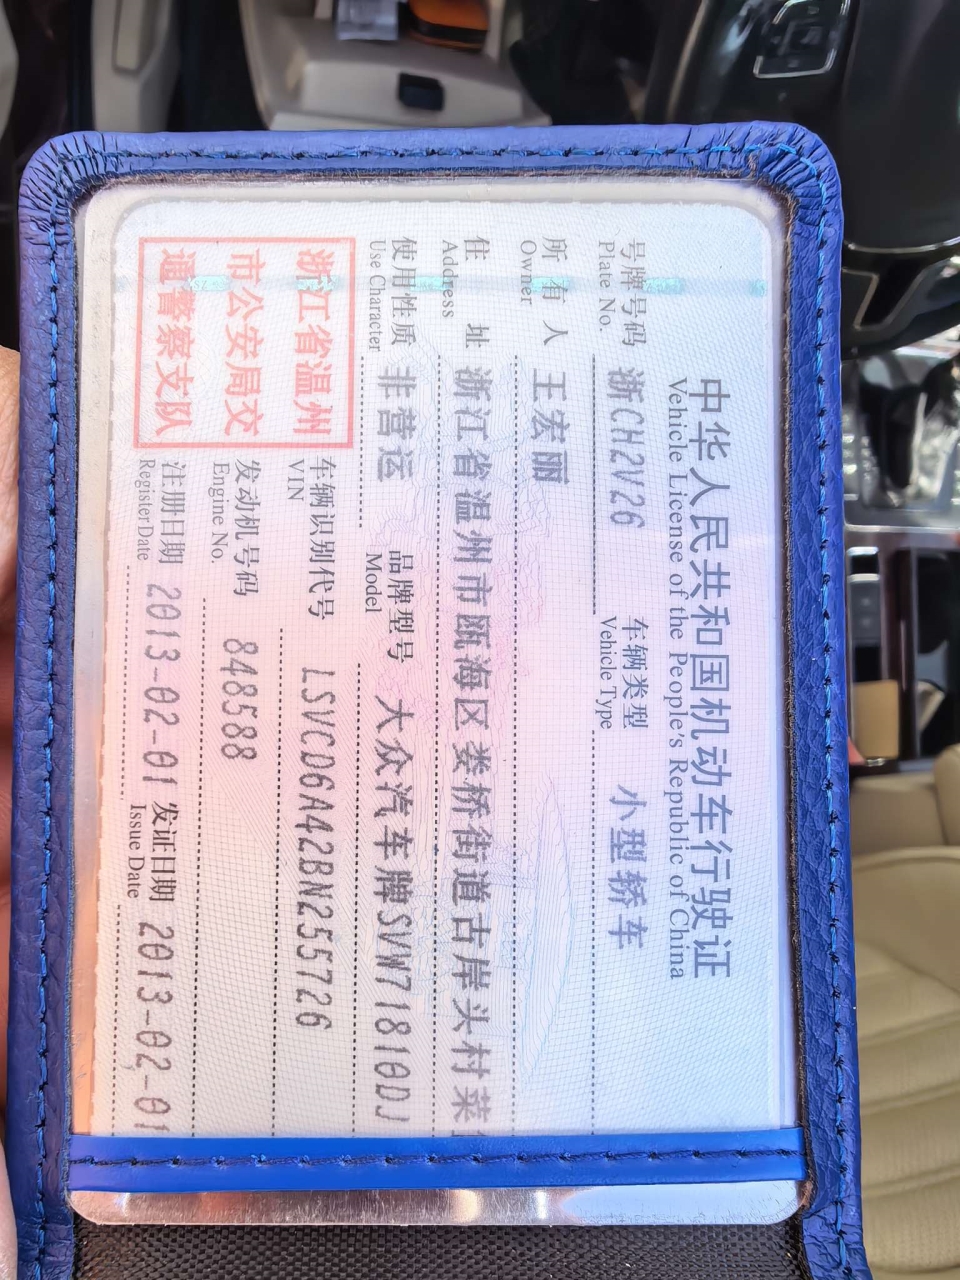 中华人民共和国机动车行驶证
Vehicle License of the People's Republic of China
号牌号码 浙CH2V26 车辆类型 小型轿车
Plate No. Vehicle Type
所有人 王宏丽
Owner
住址 浙江省温州市瓯海区娄桥街道古岸头村菜
Address
使用性质 非营运 品牌型号 大众汽车牌SVW71810DJ
Use Character Model
浙江省温州
市公安局交
通警察支队
车辆识别代号 LSVCD6A42BN255726
VIN
发动机号码 848588
Engine No.
注册日期 2013-02-01 发证日期 2013-02-01
Register Date Issue Date